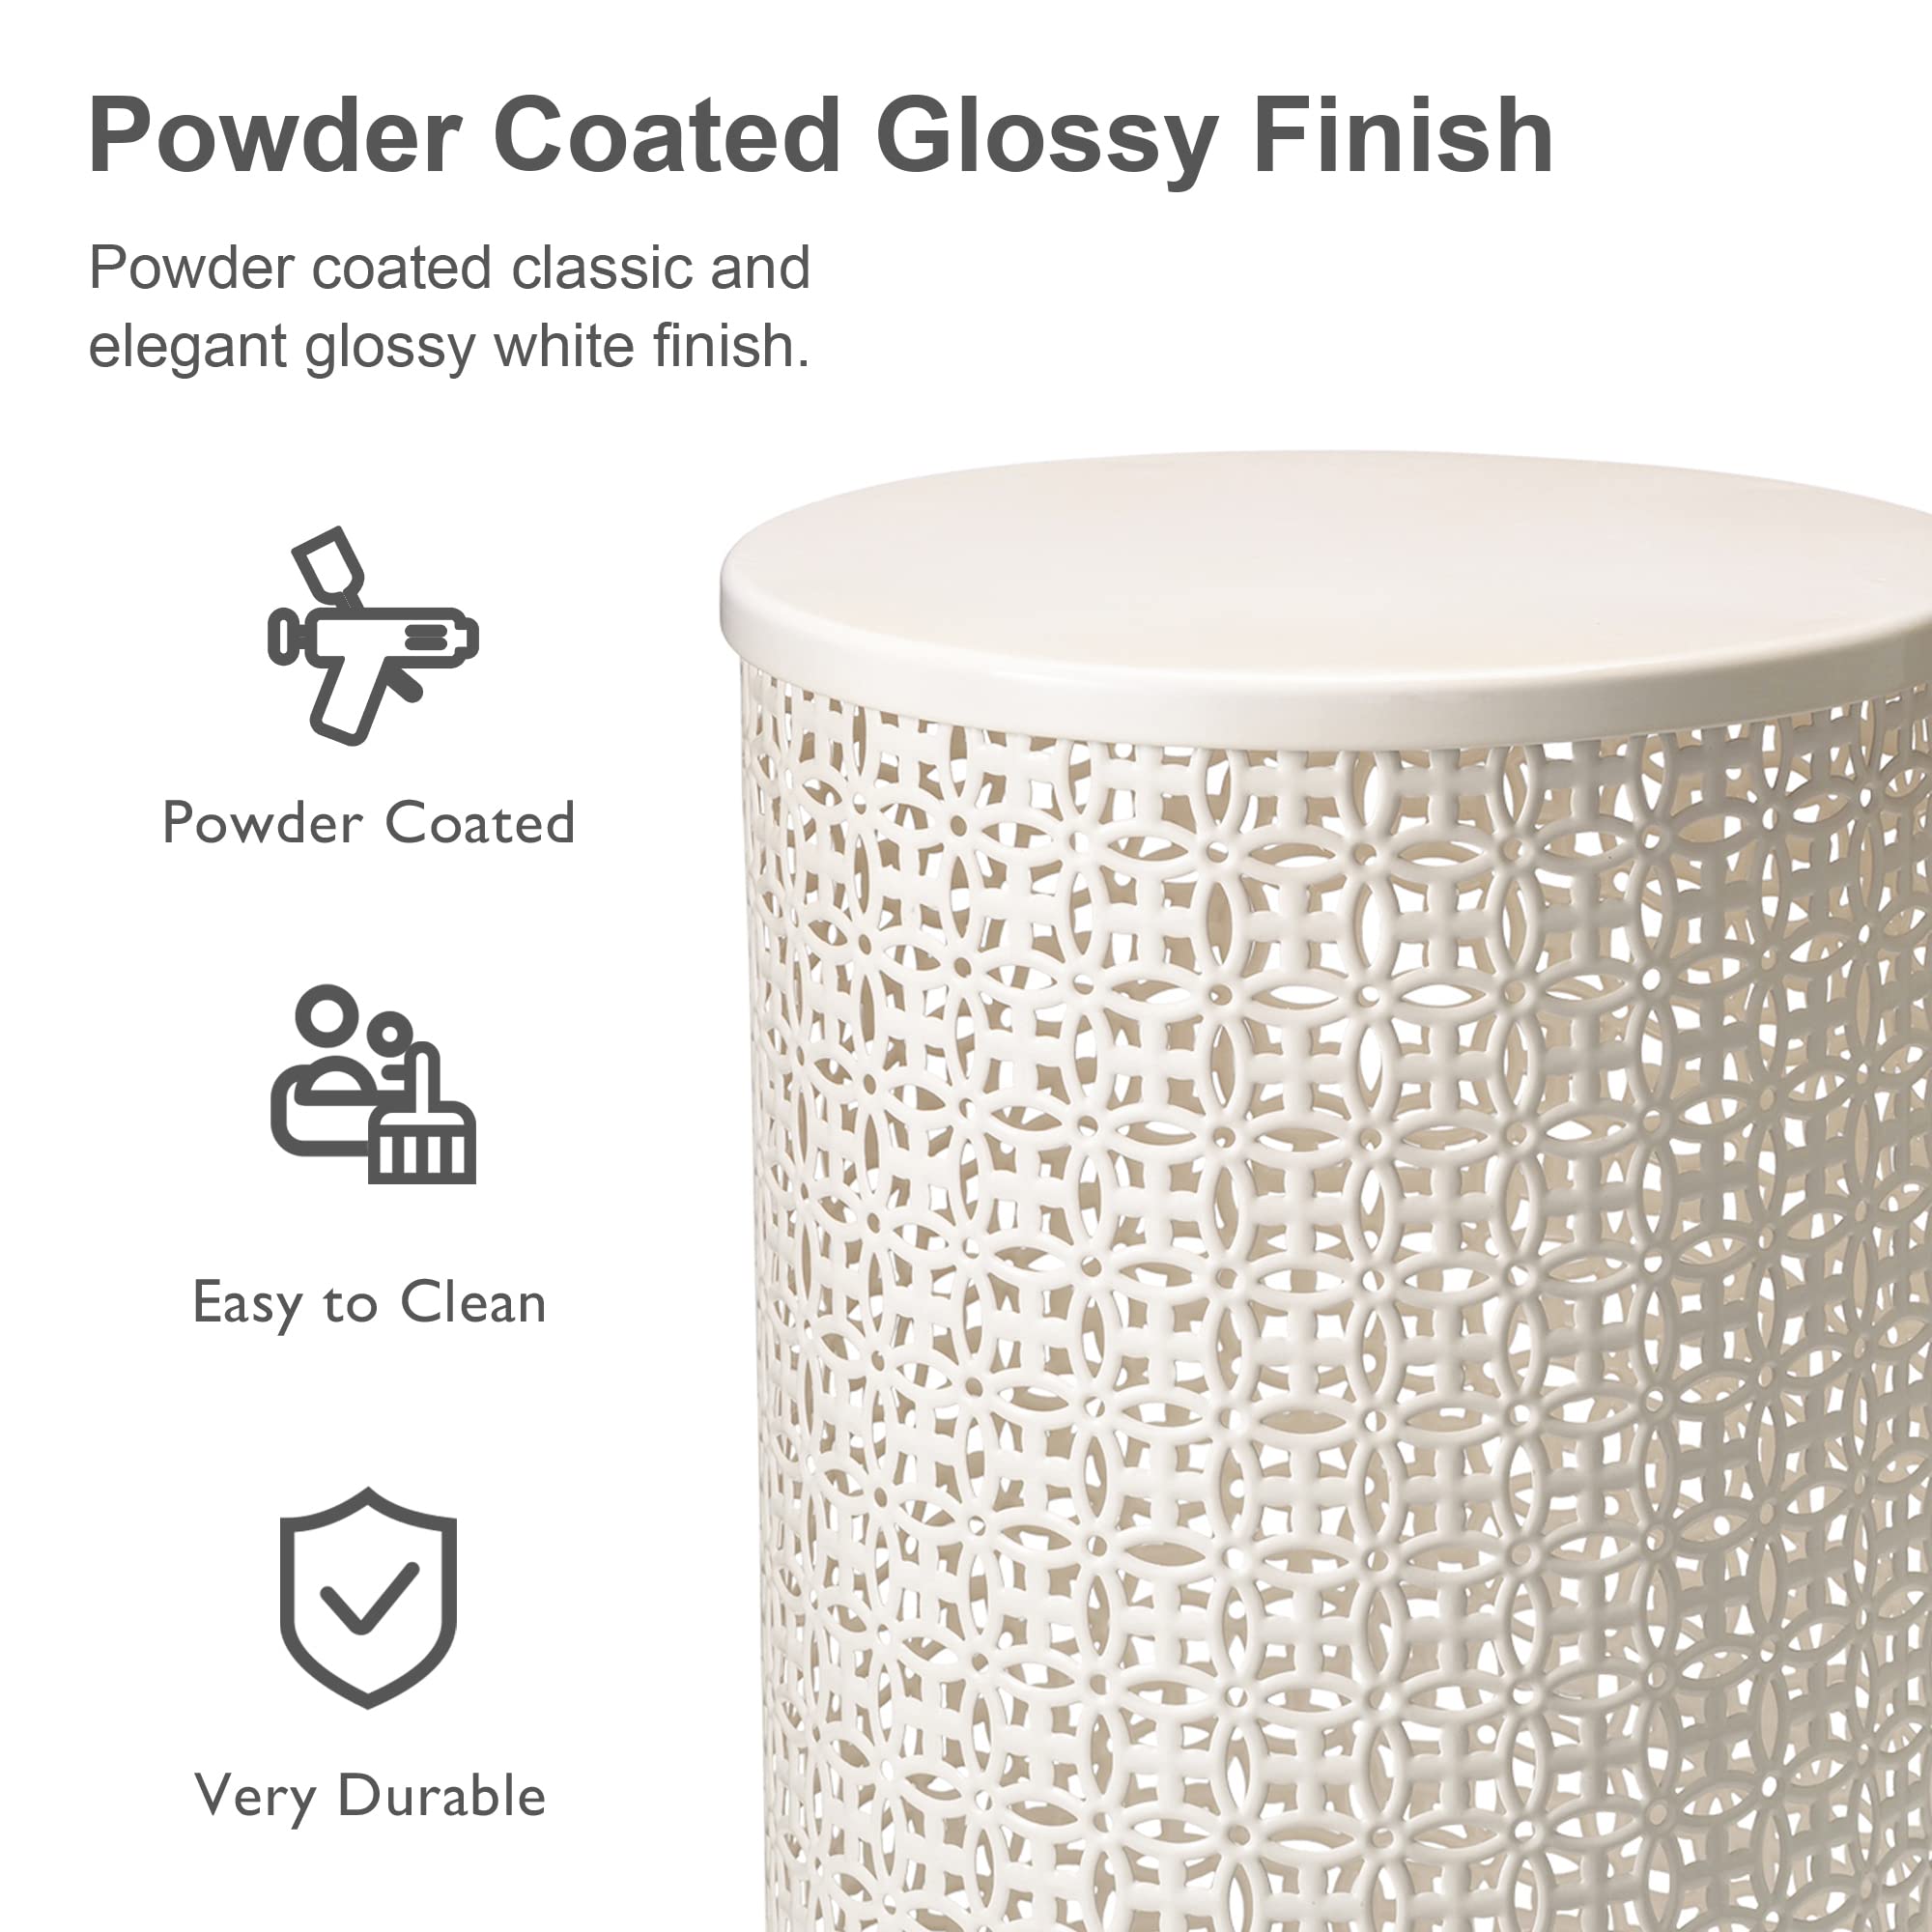 Powder Coated Glossy Finish
Powder coated classic and
elegant glossy white finish.
Powder Coated
Easy to Clean
Very Durable